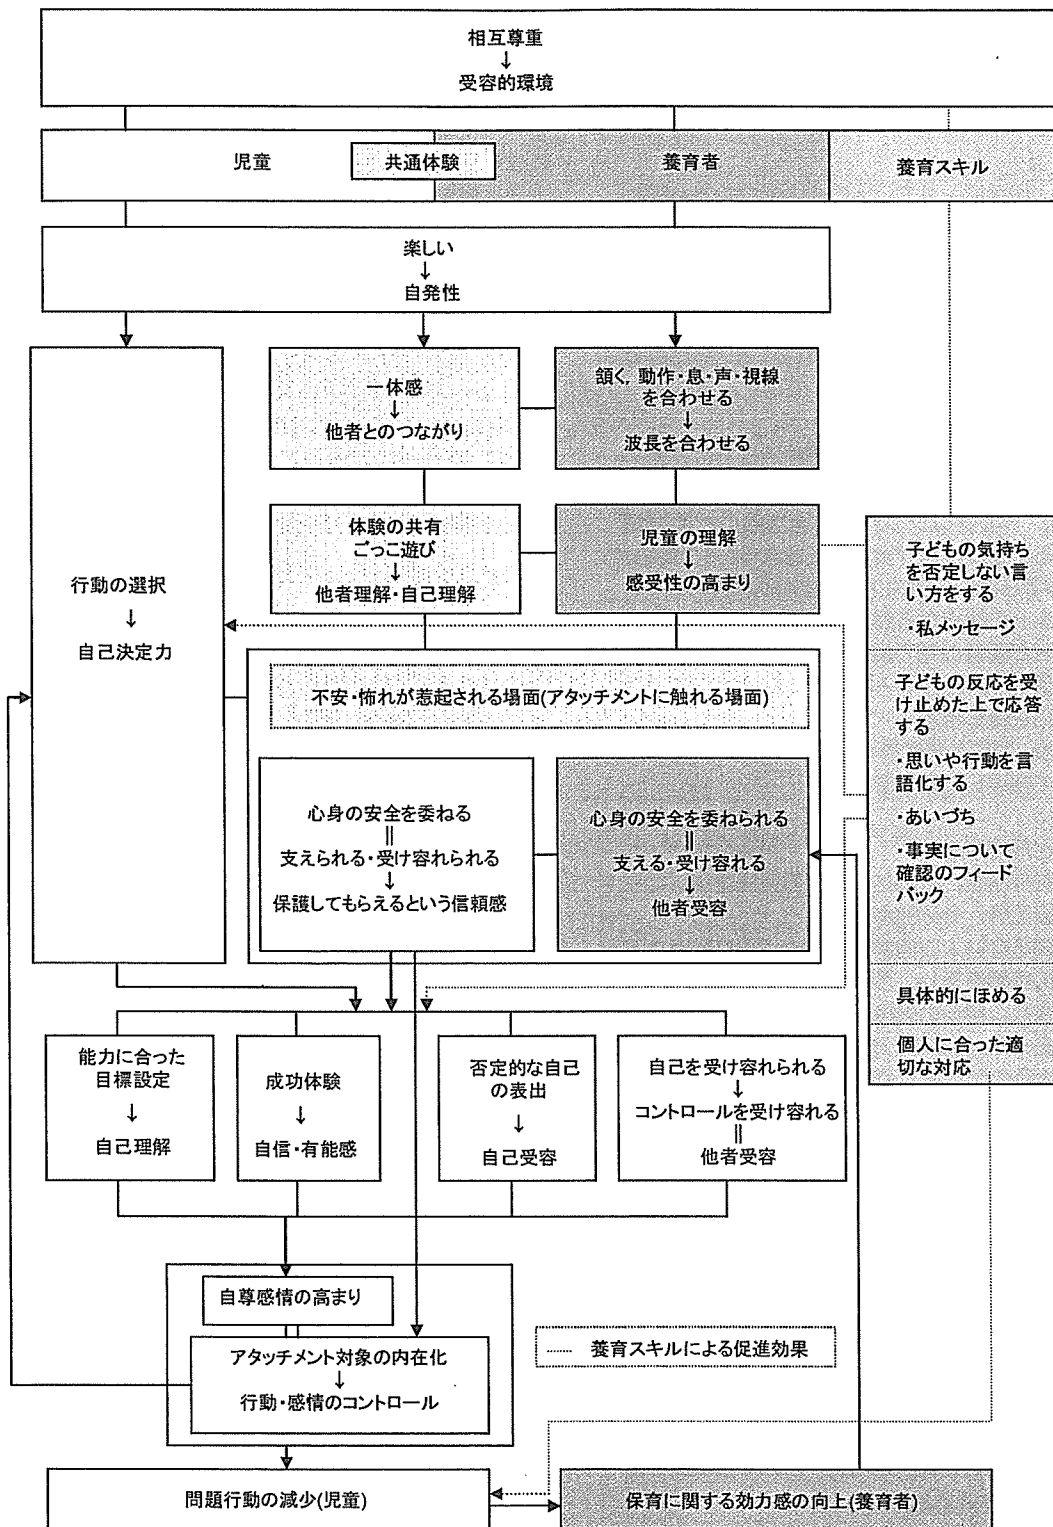 相互尊重
↓
受容的環境
児童
共通体験
養育者
養育スキル
楽しい
↓
自発性
行動の選択
↓
自己決定力
一体感
↓
他者とのつながり
頷く，動作・息・声・視線
を合わせる
↓
波長を合わせる
体験の共有
ごっこ遊び
↓
他者理解・自己理解
児童の理解
↓
感受性の高まり
不安・怖れが惹起される場面(アタッチメントに触れる場面)
心身の安全を委ねる
||
支えられる・受け容れられる
↓
保護してもらえるという信頼感
心身の安全を委ねられる
||
支える・受け容れる
↓
他者受容
子どもの気持ち
を否定しない言
い方をする
・私メッセージ
子どもの反応を受
け止めた上で応答
する
・思いや行動を言
語化する
・あいづち
・事実について
確認のフィード
バック
具体的にほめる
個人に合った適
切な対応
能力に合った
目標設定
↓
自己理解
成功体験
↓
自信・有能感
否定的な自己
の表出
↓
自己受容
自己を受け容れられる
↓
コントロールを受け容れる
||
他者受容
自尊感情の高まり
アタッチメント対象の内在化
↓
行動・感情のコントロール
…… 養育スキルによる促進効果
問題行動の減少(児童)
保育に関する効力感の向上(養育者)